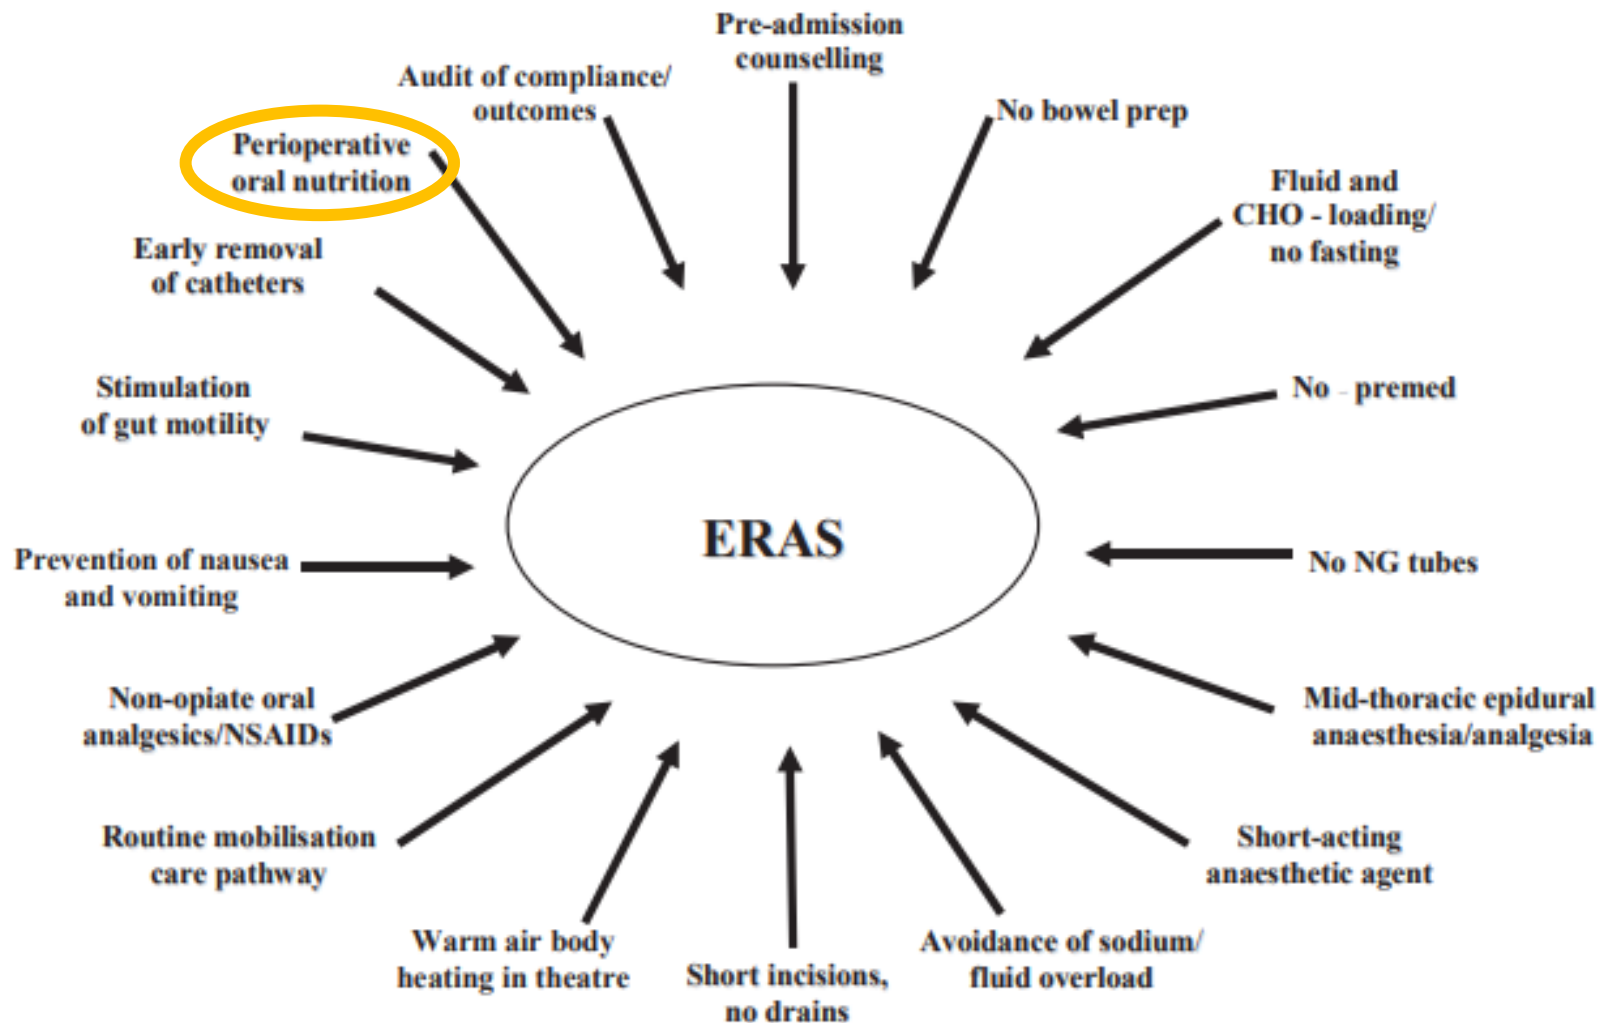 Pre-admission
counselling
Audit of compliance/
outcomes
No bowel prep
Perioperative
oral nutrition
Fluid and
CHO - loading/
no fasting
Early removal
of catheters
Stimulation
of gut motility
No - premed
ERAS
Prevention of nausea
and vomiting
No NG tubes
Non-opiate oral
analgesics/NSAIDs
Mid-thoracic epidural
anaesthesia/analgesia
Routine mobilisation
care pathway
Short-acting
anaesthetic agent
Warm air body
heating in theatre
Short incisions,
no drains
Avoidance of sodium/
fluid overload